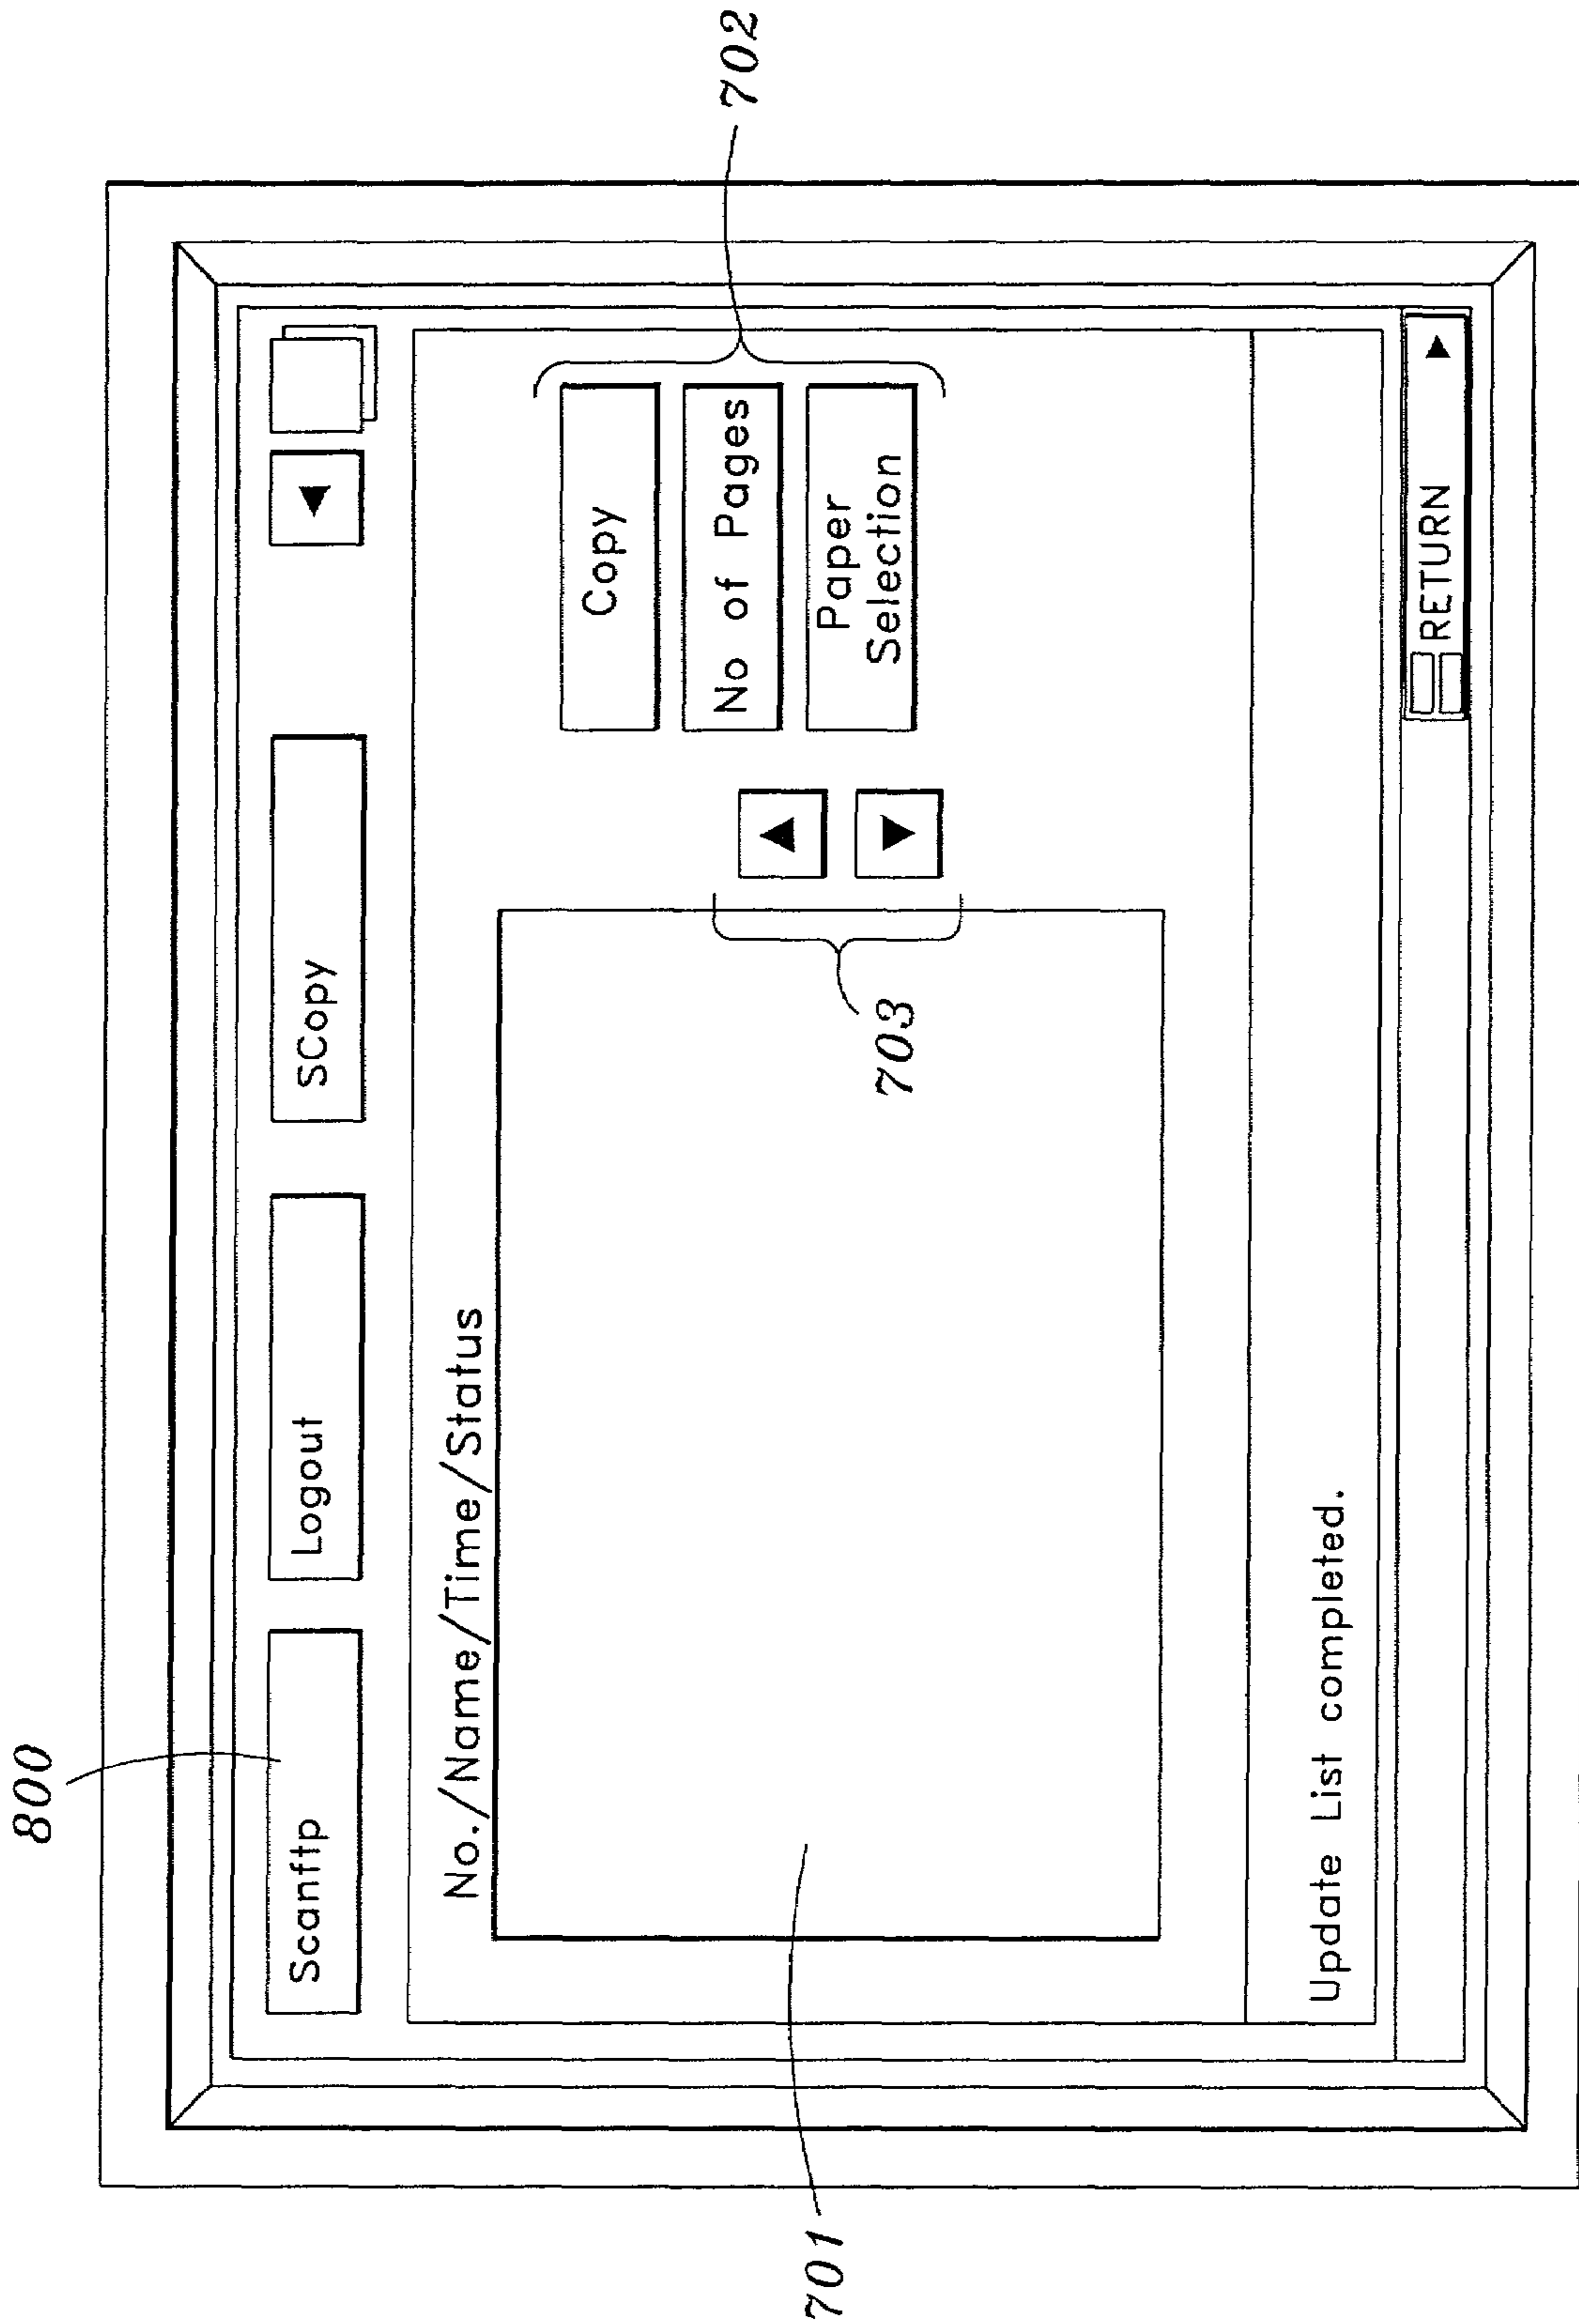 800
Scanftp
Logout
SCopy
No./Name/Time/Status
Copy
No of Pages
Paper
Selection
702
703
701
Update List completed.
RETURN